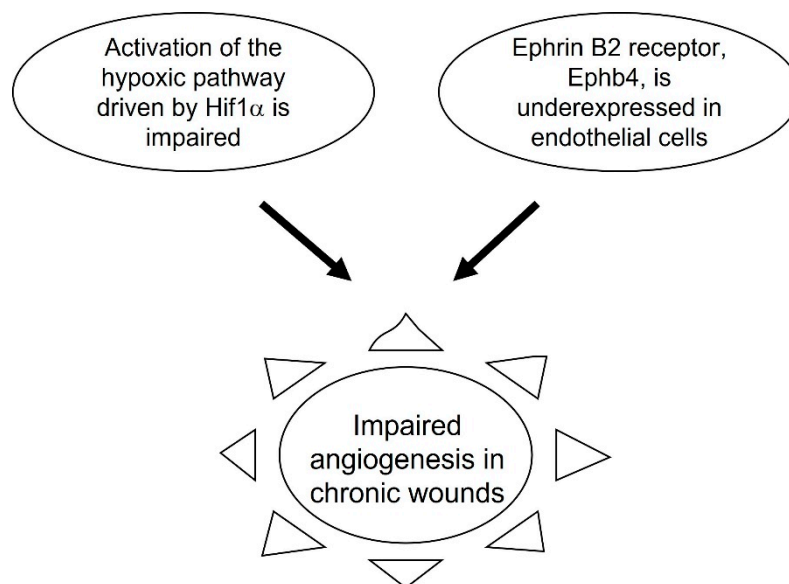 Activation of the
hypoxic pathway
driven by Hif1α is
impaired
Ephrin B2 receptor,
Ephb4, is
underexpressed in
endothelial cells
Impaired
angiogenesis in
chronic wounds